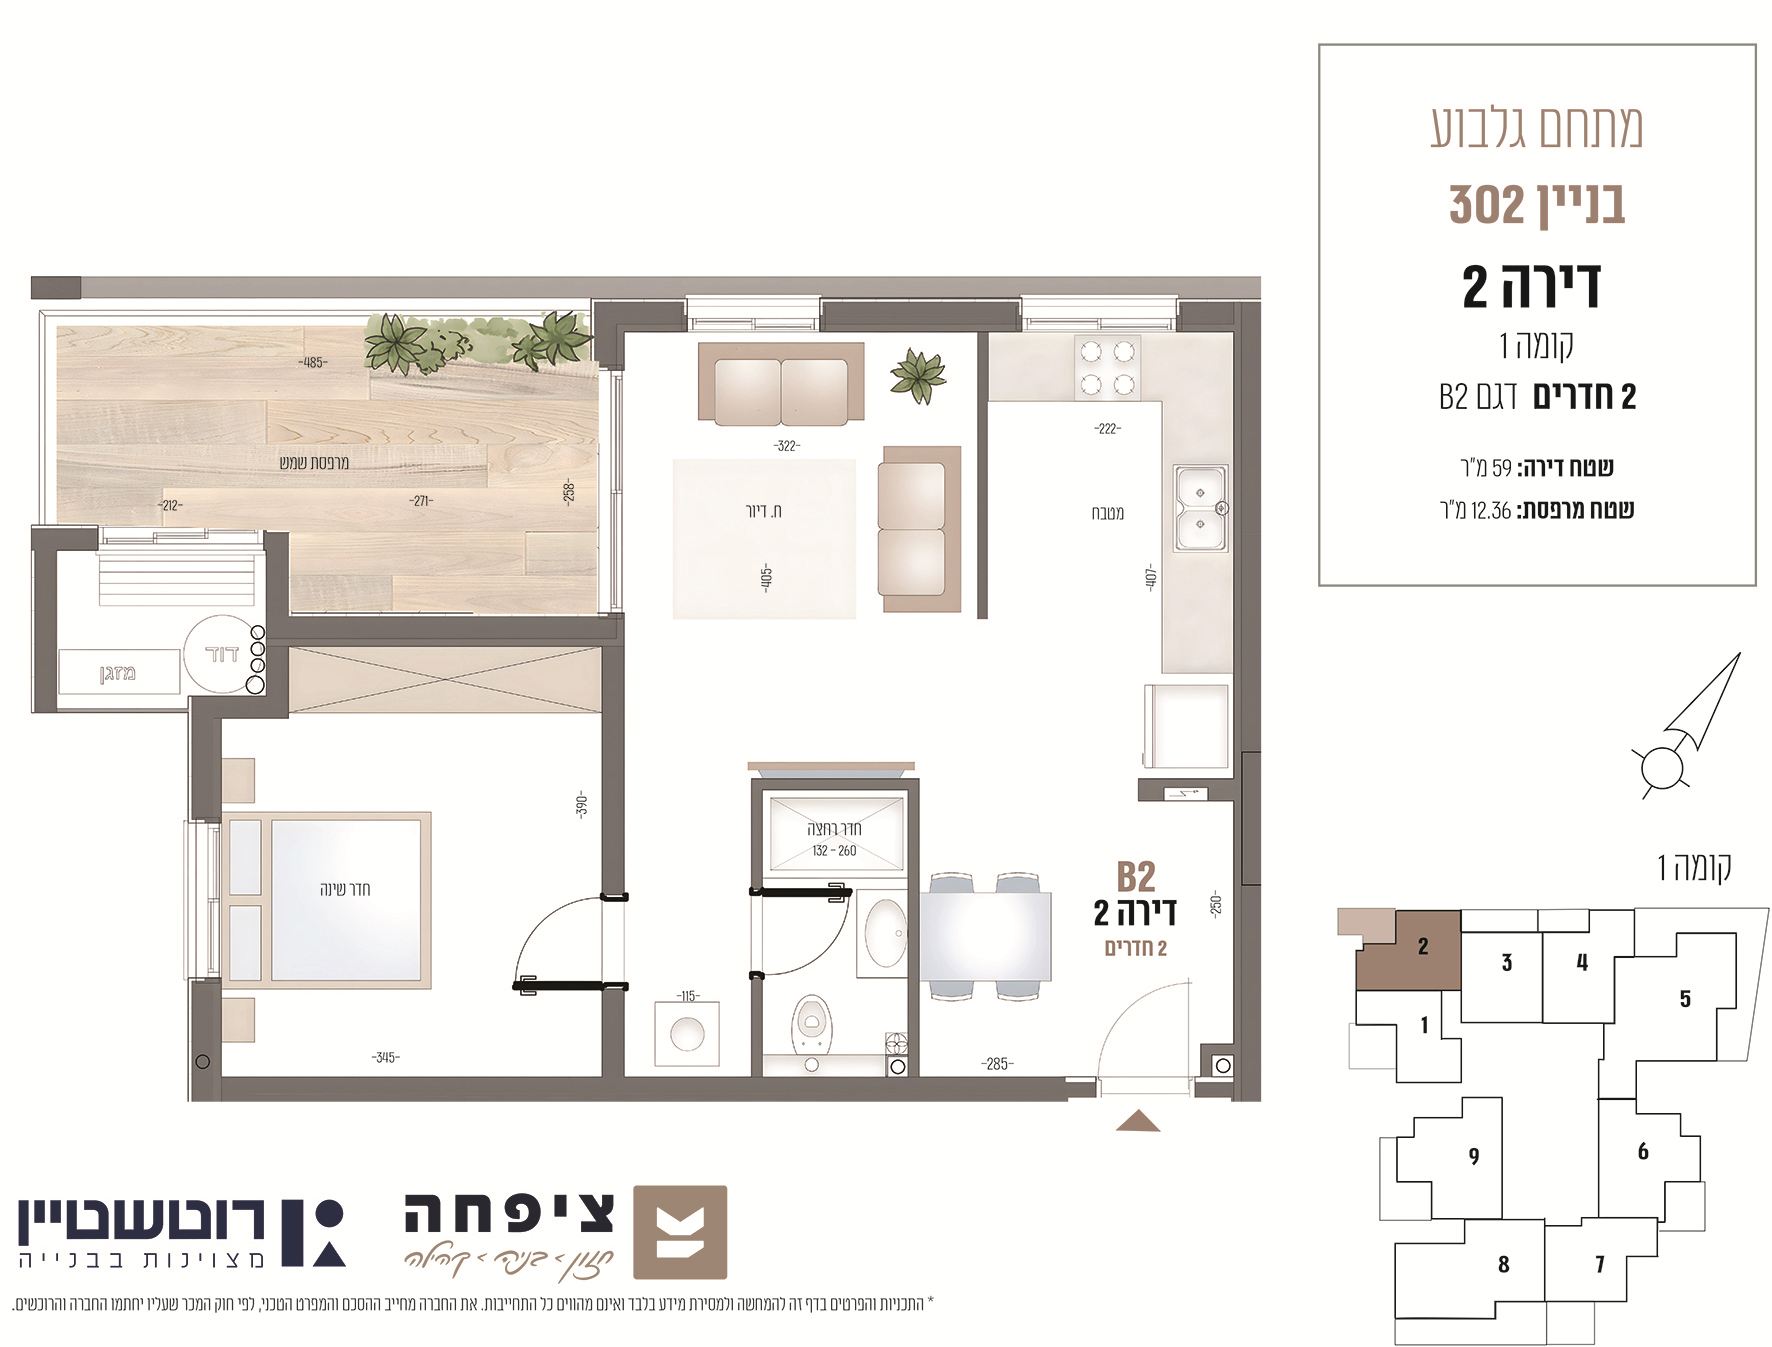 מתחם גלבוע
בניין 302
דירה 2
קומה 1
2 חדרים דגם B2
שטח דירה: 59 מ"ר
שטח מרפסת: 12.36 מ"ר
-485-
מרפסת שמש
-212-
-271-
-258-
מזגן
דוד
-322-
ח. דיור
-405-
-222-
מטבח
-407-
-390-
חדר שינה
-345-
חדר רחצה
132 - 260
-115-
B2
דירה 2
2 חדרים
-250-
-285-
קומה 1
2
3
4
5
1
9
6
8
7
רוטשטיין
מצוינות בבנייה
ציפחה
חזון > בניה > קהילה
* התכניות והפרטים בדף זה להמחשה ולמסירת מידע בלבד ואינם מהווים כל התחייבות. את החברה מחייב ההסכם והמפרט הטכני, לפי חוק המכר שעליו יחתמו החברה והרוכשים.